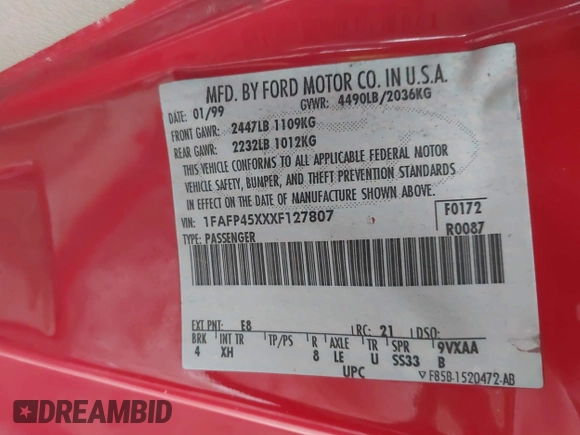 MFD. BY FORD MOTOR CO. IN U.S.A.
DATE: 01/99 GVWR: 4490LB/2036KG
FRONT GAWR: 2447LB 1109KG
REAR GAWR: 2232LB 1012KG
THIS VEHICLE CONFORMS TO ALL APPLICABLE FEDERAL MOTOR
VEHICLE SAFETY, BUMPER, AND THEFT PREVENTION STANDARDS
IN EFFECT ON THE DATE OF MANUFACTURE SHOWN ABOVE.
VIN: 1FAFP45XXXF127807 F0172
TYPE: PASSENGER R0087
EXT PNT: E8 RC: 21 DSO:
BRK INT TR TP/PS R AXLE TR SPR 9VXAA
4 XH 8 LE U SS33 B
UPC ▽F85B-1520472-AB
DREAMBID